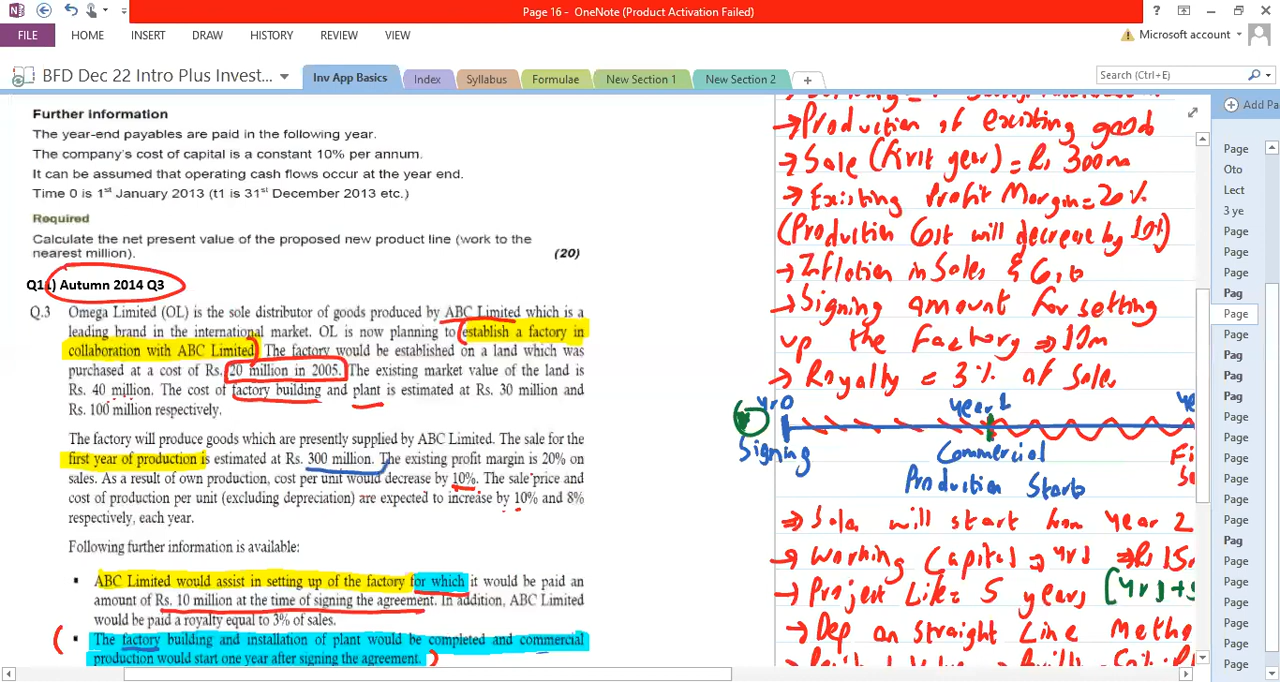 Page 16 - OneNote (Product Activation Failed)
FILE HOME INSERT DRAW HISTORY REVIEW VIEW Microsoft account
BFD Dec 22 Intro Plus Invest... Inv App Basics Index Syllabus Formulae New Section 1 New Section 2 Search (Ctrl+E)
Further information
The year-end payables are paid in the following year.
The company's cost of capital is a constant 10% per annum.
It can be assumed that operating cash flows occur at the year end.
Time 0 is 1st January 2013 (t1 is 31st December 2013 etc.)
Required
Calculate the net present value of the proposed new product line (work to the
nearest million). (20)
Q11) Autumn 2014 Q3
Q.3 Omega Limited (OL) is the sole distributor of goods produced by ABC Limited which is a
leading brand in the international market. OL is now planning to establish a factory in
collaboration with ABC Limited. The factory would be established on a land which was
purchased at a cost of Rs. 20 million in 2005. The existing market value of the land is
Rs. 40 million. The cost of factory building and plant is estimated at Rs. 30 million and
Rs. 100 million respectively.
The factory will produce goods which are presently supplied by ABC Limited. The sale for the
first year of production is estimated at Rs. 300 million. The existing profit margin is 20% on
sales. As a result of own production, cost per unit would decrease by 10%. The sale price and
cost of production per unit (excluding depreciation) are expected to increase by 10% and 8%
respectively, each year.
Following further information is available:
▪ ABC Limited would assist in setting up of the factory for which it would be paid an
amount of Rs. 10 million at the time of signing the agreement. In addition, ABC Limited
would be paid a royalty equal to 3% of sales.
▪ The factory building and installation of plant would be completed and commercial
production would start one year after signing the agreement.
→ Production of existing goods
→ Sale (first year) = Rs 300m
→ Existing Profit Margin = 20%
(Production Cost will decrease by 10%)
→ Inflation in Sales &
→ Signing amount for setting
up the factory ⇒ 10m
→ Royalty = 3% of Sales
yr0 year 1
Signing Commercial
Production Starts
⇒ Sales will start from year 2
⇒ Working Capital ⇒ yr1 ⇒ Rs 15
→ Project Life = 5 years [yr1+5
→ Dep on Straight Line Metho
Add Pa
Page
Oto
Lect
3 ye
Page
Page
Page
Pag
Page
Page
Pag
Pag
Pag
Page
Page
Page
Page
Page
Page
Pag
Page
Page
Page
Page
Page
Page